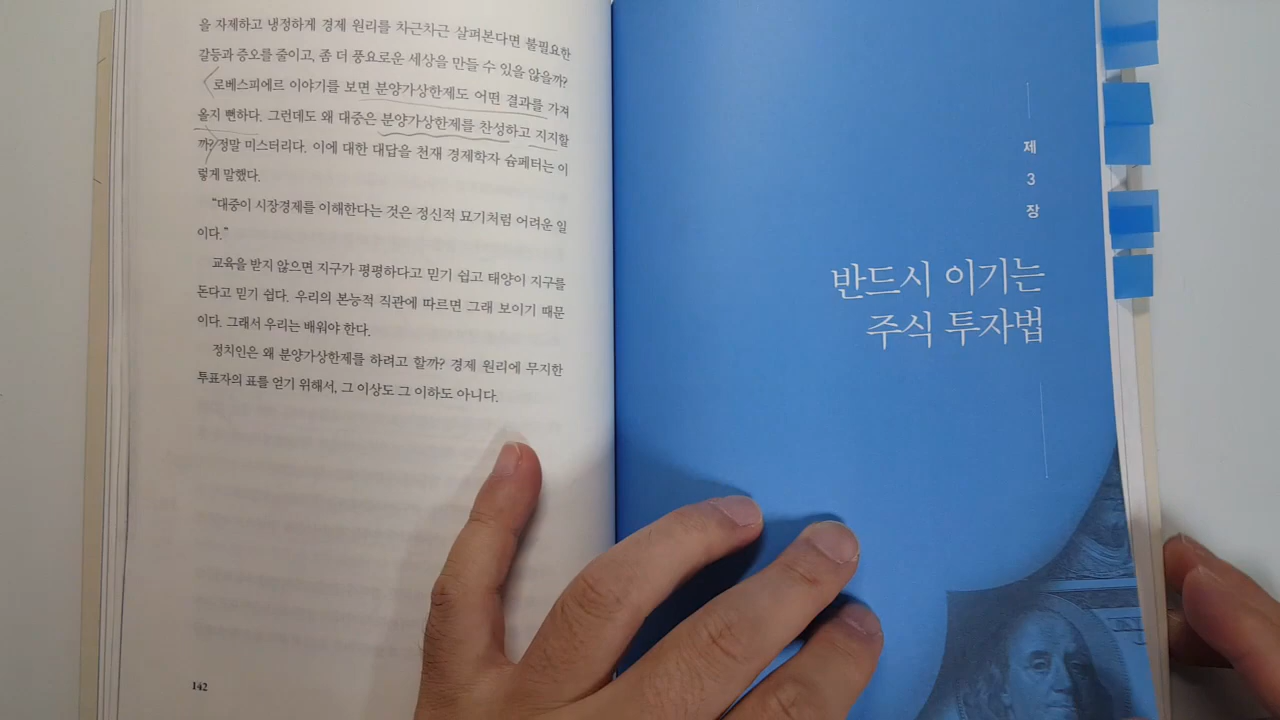 을 자제하고 냉정하게 경제 원리를 차근차근 살펴본다면 불필요한
갈등과 증오를 줄이고, 좀 더 풍요로운 세상을 만들 수 있을 않을까?
로베스피에르 이야기를 보면 분양가상한제도 어떤 결과를 가져
올지 뻔하다. 그런데도 왜 대중은 분양가상한제를 찬성하고 지지할
까? 정말 미스터리다. 이에 대한 대답을 천재 경제학자 슘페터는 이
렇게 말했다.
“대중이 시장경제를 이해한다는 것은 정신적 묘기처럼 어려운 일
이다.”
교육을 받지 않으면 지구가 평평하다고 믿기 쉽고 태양이 지구를
돈다고 믿기 쉽다. 우리의 본능적 직관에 따르면 그래 보이기 때문
이다. 그래서 우리는 배워야 한다.
정치인은 왜 분양가상한제를 하려고 할까? 경제 원리에 무지한
투표자의 표를 얻기 위해서, 그 이상도 그 이하도 아니다.
142
제
3
장
반드시 이기는
주식 투자법